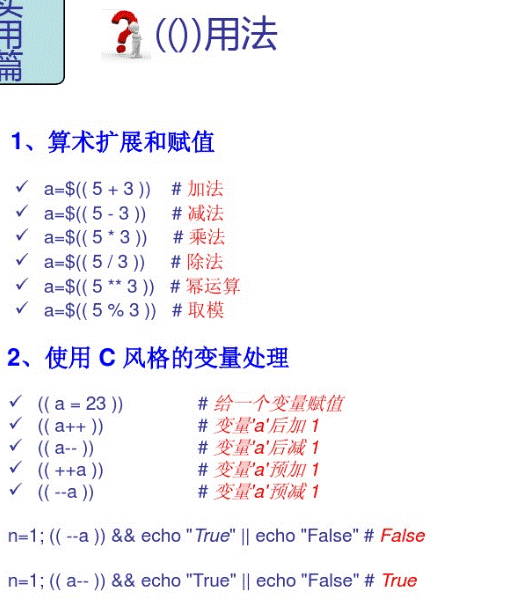 实
用
篇
(())用法
1、算术扩展和赋值
✓ a=$(( 5 + 3 )) # 加法
✓ a=$(( 5 - 3 )) # 减法
✓ a=$(( 5 * 3 )) # 乘法
✓ a=$(( 5 / 3 )) # 除法
✓ a=$(( 5 ** 3 )) # 幂运算
✓ a=$(( 5 % 3 )) # 取模
2、使用 C 风格的变量处理
✓ (( a = 23 )) # 给一个变量赋值
✓ (( a++ )) # 变量'a'后加 1
✓ (( a-- )) # 变量'a'后减 1
✓ (( ++a )) # 变量'a'预加 1
✓ (( --a )) # 变量'a'预减 1
n=1; (( --a )) && echo "True" || echo "False" # False
n=1; (( a-- )) && echo "True" || echo "False" # True